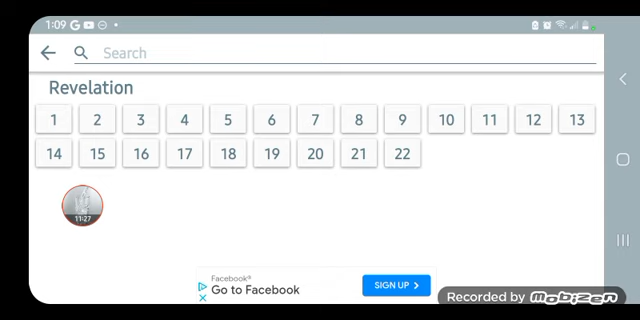 1:09
Search
Revelation
1 2 3 4 5 6 7 8 9 10 11 12 13
14 15 16 17 18 19 20 21 22
11:27
Facebook®
Go to Facebook
SIGN UP
Recorded by Mobizen